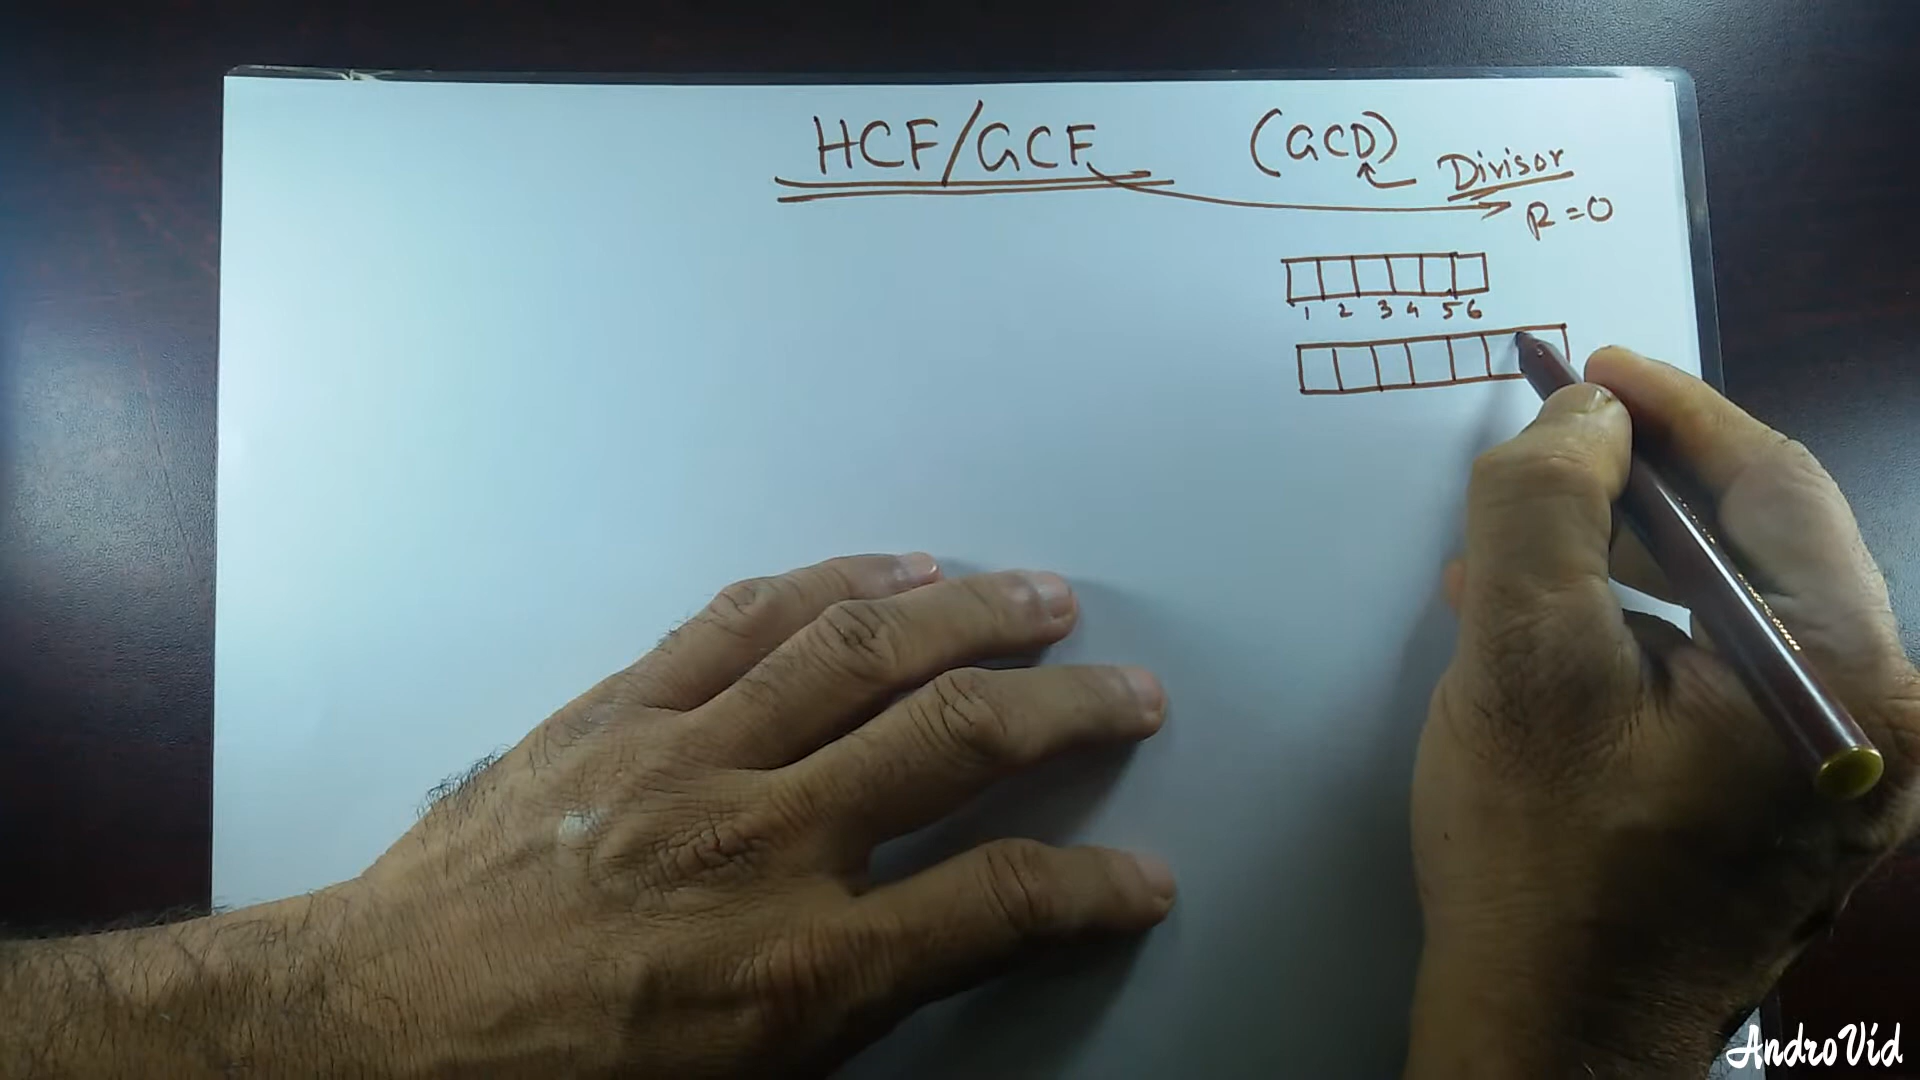 HCF/GCF (GCD)
Divisor
R=0
1 2 3 4 5 6
AndroVid